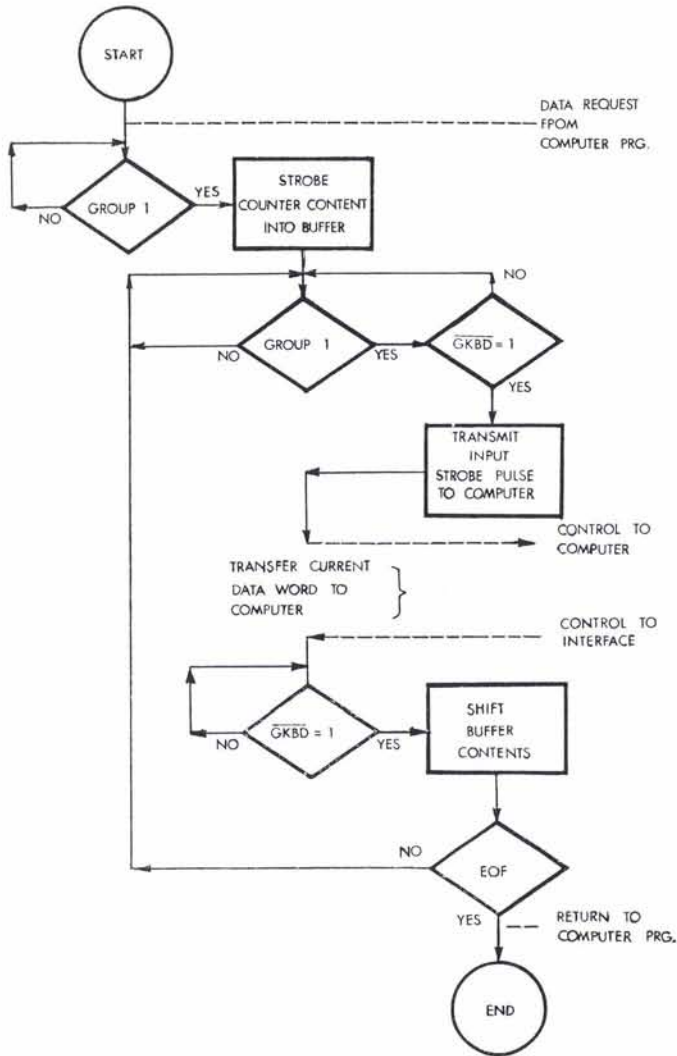 START
DATA REQUEST
FPOM
COMPUTER PRG.
GROUP 1
YES
NO
STROBE
COUNTER CONTENT
INTO BUFFER
NO
GROUP 1
NO
YES
G̅K̅B̅D̅ = 1
YES
TRANSMIT
INPUT
STROBE PULSE
TO COMPUTER
CONTROL TO
COMPUTER
TRANSFER CURRENT
DATA WORD TO
COMPUTER
CONTROL TO
INTERFACE
G̅K̅B̅D̅ = 1
NO
YES
SHIFT
BUFFER
CONTENTS
NO
EOF
YES
RETURN TO
COMPUTER PRG.
END